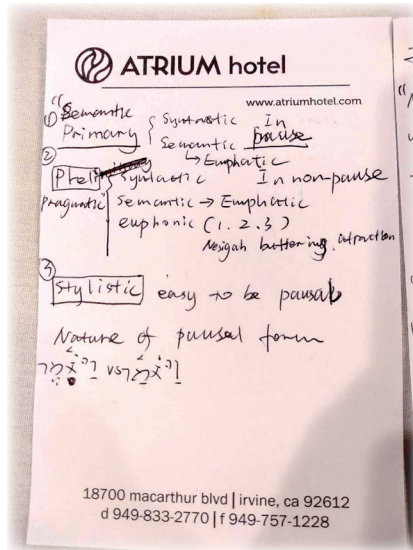 ATRIUM hotel
www.atriumhotel.com
① "Semantic
Primary { Syntactic In
Semantic pause
↳ Emphatic
②
Syntactic In non-pause
Pragmatic Semantic → Emphatic
euphonic (1. 2. 3)
Nesigah buffering, attraction
③
Stylistic easy to be pausal
Nature of pausal form
vs
18700 macarthur blvd | irvine, ca 92612
d 949-833-2770 | f 949-757-1228